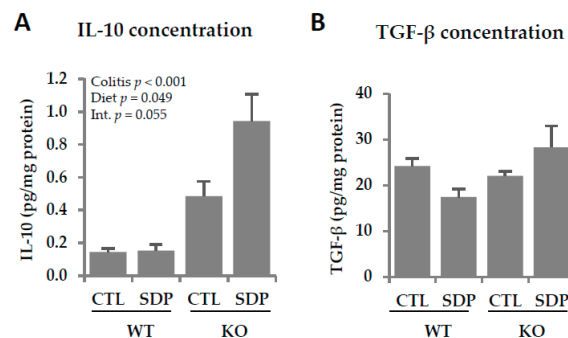 A IL-10 concentration
Colitis p < 0.001
Diet p = 0.049
Int. p = 0.055
IL-10 (pg/mg protein)
1.2
1.0
0.8
0.6
0.4
0.2
0.0
CTL SDP CTL SDP
WT KO
B TGF-β concentration
TGF-β (pg/mg protein)
40
30
20
10
0
CTL SDP CTL SDP
WT KO